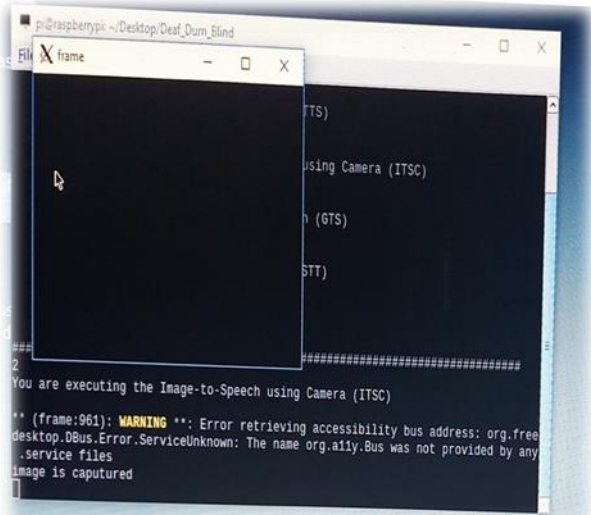 pi@raspberrypi: ~/Desktop/Deaf_Dum_Blind
frame
TTS)
using Camera (ITSC)
(GTS)
STT)
2
You are executing the Image-to-Speech using Camera (ITSC)
** (frame:961): WARNING **: Error retrieving accessibility bus address: org.free
desktop.DBus.Error.ServiceUnknown: The name org.a11y.Bus was not provided by any
.service files
image is caputured